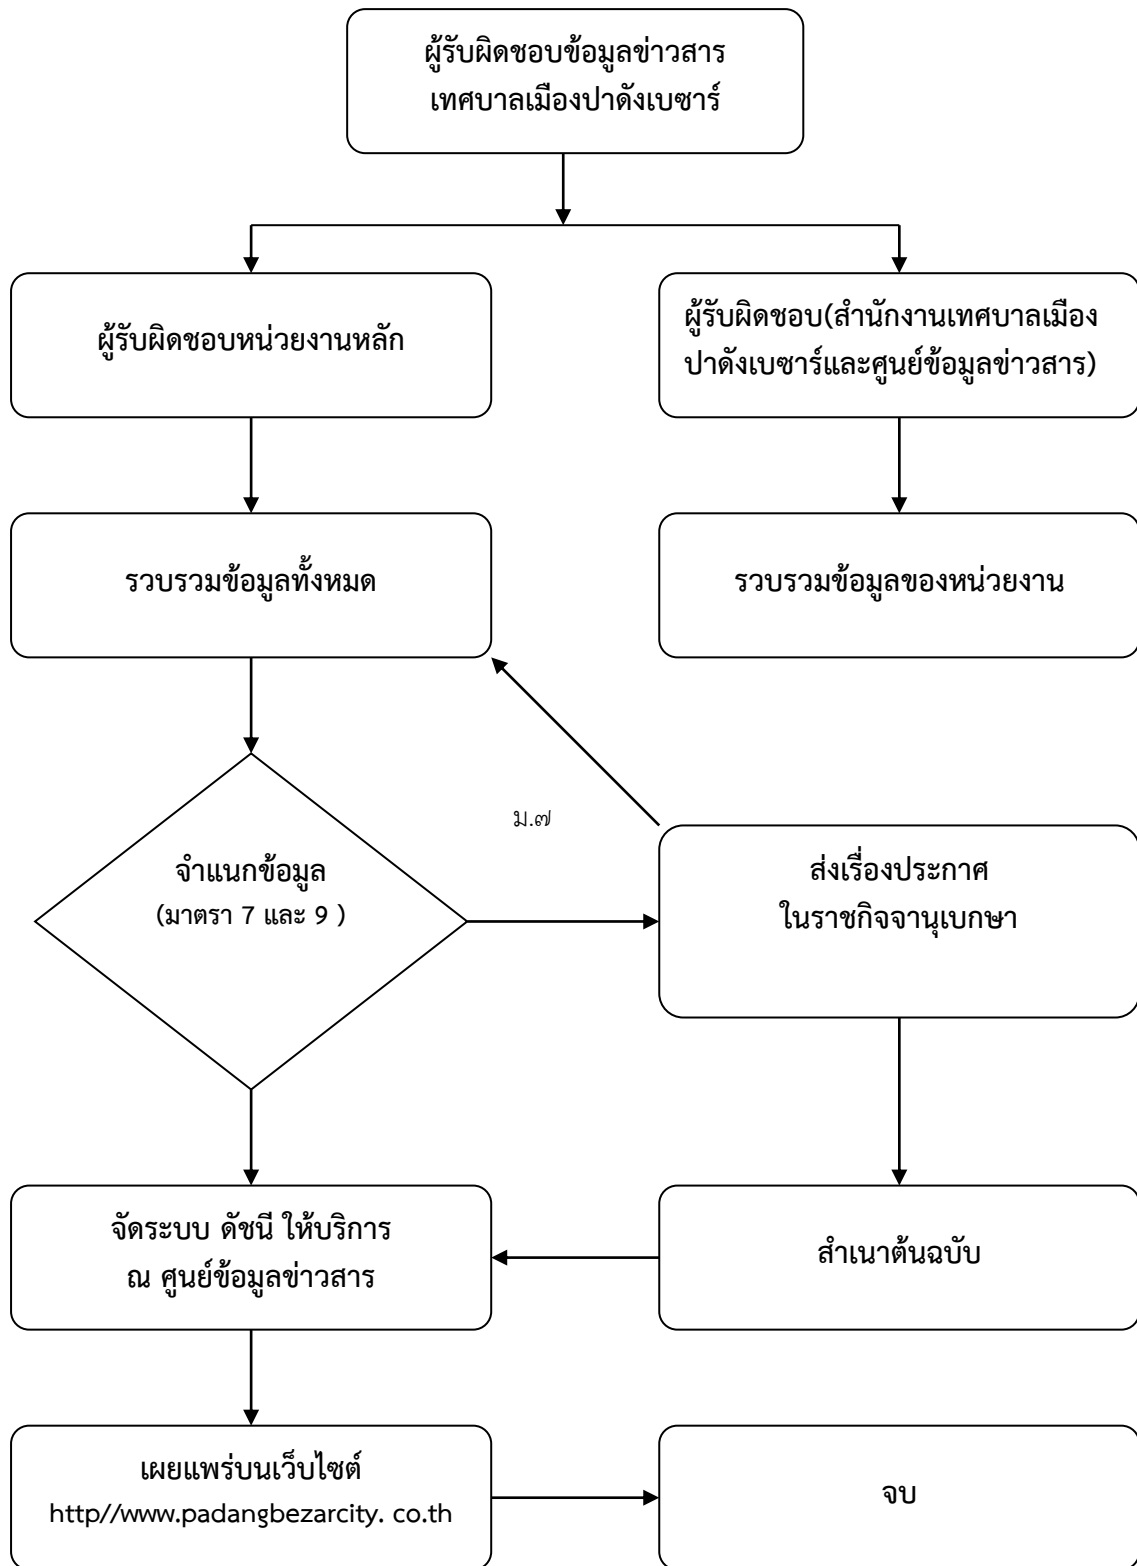 ผู้รับผิดชอบข้อมูลข่าวสาร
เทศบาลเมืองปาดังเบซาร์
ผู้รับผิดชอบหน่วยงานหลัก
ผู้รับผิดชอบ(สำนักงานเทศบาลเมือง
ปาดังเบซาร์และศูนย์ข้อมูลข่าวสาร)
รวบรวมข้อมูลทั้งหมด
รวบรวมข้อมูลของหน่วยงาน
ม.๗
จำแนกข้อมูล
(มาตรา 7 และ 9 )
ส่งเรื่องประกาศ
ในราชกิจจานุเบกษา
จัดระบบ ดัชนี ให้บริการ
ณ ศูนย์ข้อมูลข่าวสาร
สำเนาต้นฉบับ
เผยแพร่บนเว็บไซต์
http//www.padangbezarcity. co.th
จบ